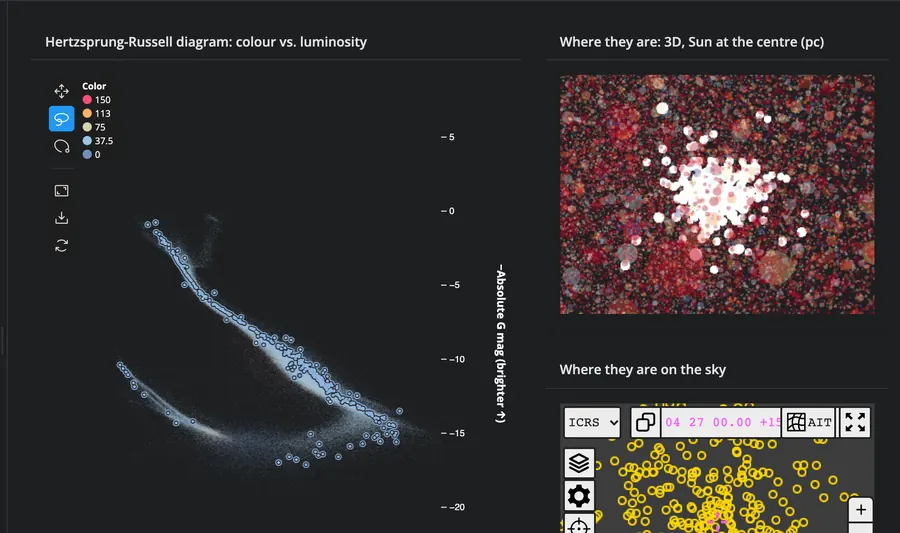 Hertzsprung-Russell diagram: colour vs. luminosity
Color
150
113
75
37.5
0
5
0
−5
−10
−15
−20
−Absolute G mag (brighter ↑)
Where they are: 3D, Sun at the centre (pc)
Where they are on the sky
ICRS
04 27 00.00 +15
AIT
+